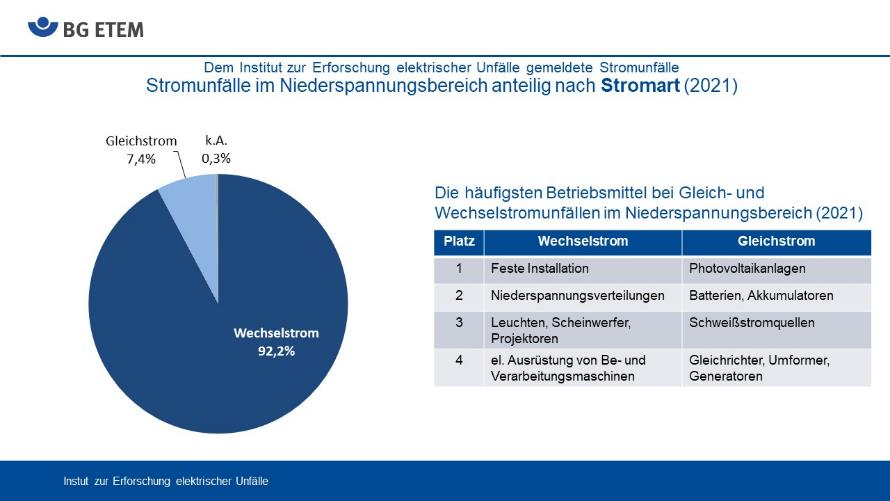 BG ETEM
Dem Institut zur Erforschung elektrischer Unfälle gemeldete Stromunfälle
Stromunfälle im Niederspannungsbereich anteilig nach Stromart (2021)
Gleichstrom
7,4%
k.A.
0,3%
Wechselstrom
92,2%
Die häufigsten Betriebsmittel bei Gleich- und
Wechselstromunfällen im Niederspannungsbereich (2021)
Platz Wechselstrom Gleichstrom
1 Feste Installation Photovoltaikanlagen
2 Niederspannungsverteilungen Batterien, Akkumulatoren
3 Leuchten, Scheinwerfer, Schweißstromquellen
Projektoren
4 el. Ausrüstung von Be- und Gleichrichter, Umformer,
Verarbeitungsmaschinen Generatoren
Instut zur Erforschung elektrischer Unfälle